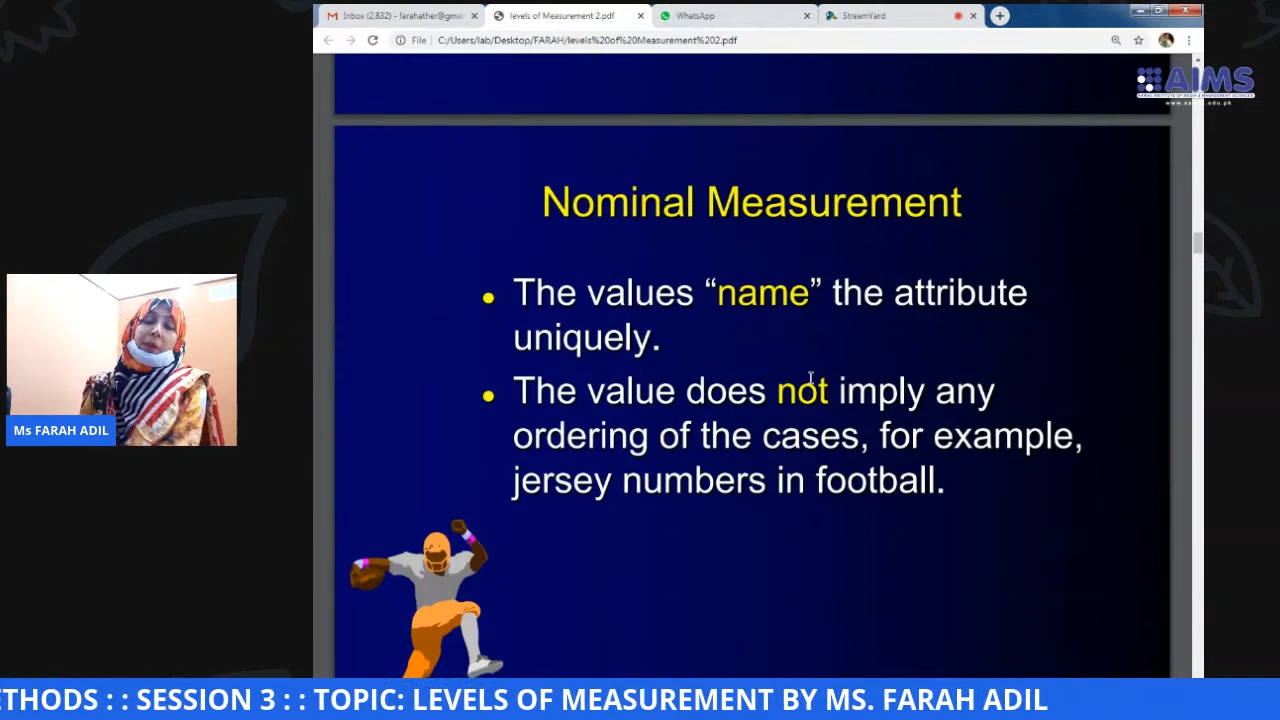 Inbox (2,832) - farahather@gmai
levels of Measurement 2.pdf
WhatsApp
StreamYard
File
C:/Users/lab/Desktop/FARAH/levels%20of%20Measurement%202.pdf
AIMS
Nominal Measurement
• The values “name” the attribute
uniquely.
• The value does not imply any
ordering of the cases, for example,
jersey numbers in football.
Ms FARAH ADIL
ETHODS : : SESSION 3 : : TOPIC: LEVELS OF MEASUREMENT BY MS. FARAH ADIL